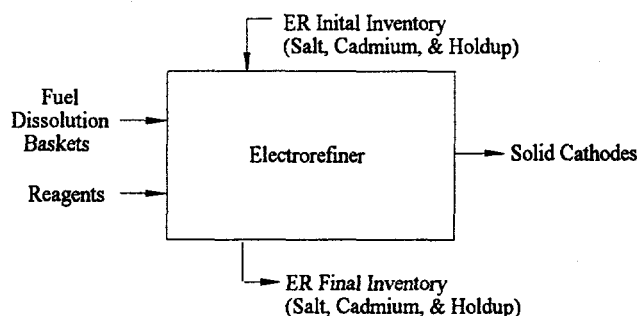 ER Inital Inventory
(Salt, Cadmium, & Holdup)
Fuel
Dissolution
Baskets
Electrorefiner
Solid Cathodes
Reagents
ER Final Inventory
(Salt, Cadmium, & Holdup)